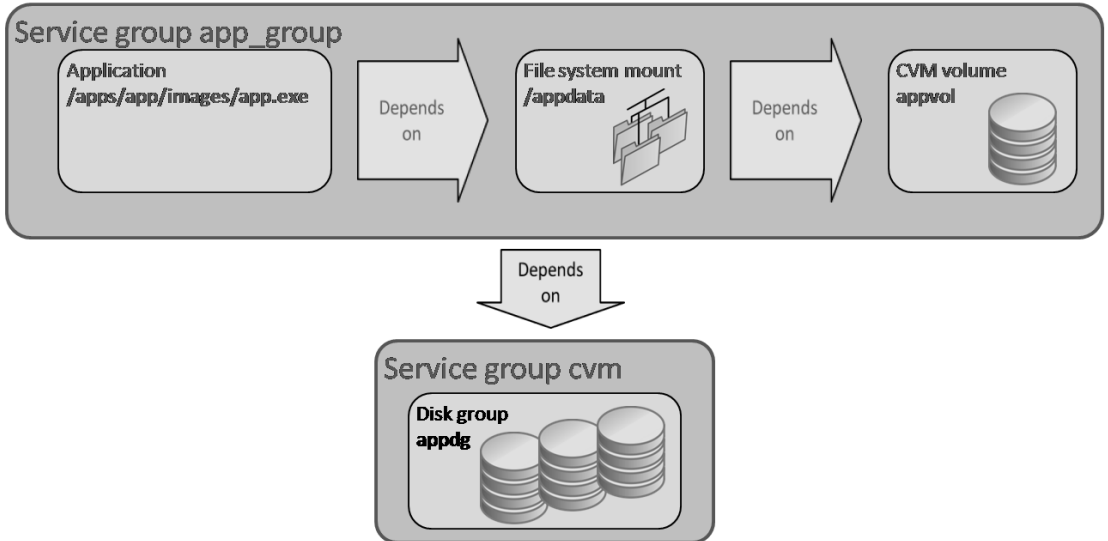 Service group app_group
Application
/apps/app/images/app.exe
Depends
on
File system mount
/appdata
Depends
on
CVM volume
appvol
Depends
on
Service group cvm
Disk group
appdg